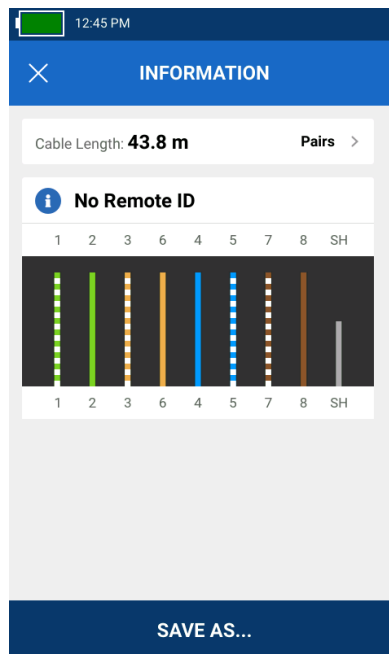 12:45 PM
INFORMATION
Cable Length: 43.8 m Pairs >
i No Remote ID
1 2 3 6 4 5 7 8 SH
1 2 3 6 4 5 7 8 SH
SAVE AS...